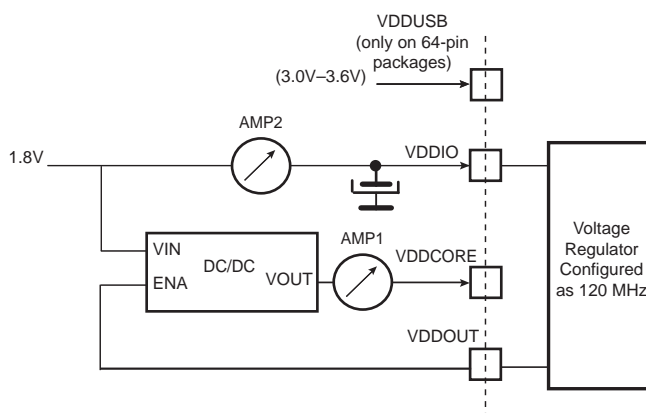 VDDUSB
(only on 64-pin
packages)
(3.0V–3.6V)
AMP2
1.8V
VDDIO
AMP1
VIN
DC/DC
ENA
VOUT
VDDCORE
VDDOUT
Voltage
Regulator
Configured
as 120 MHz